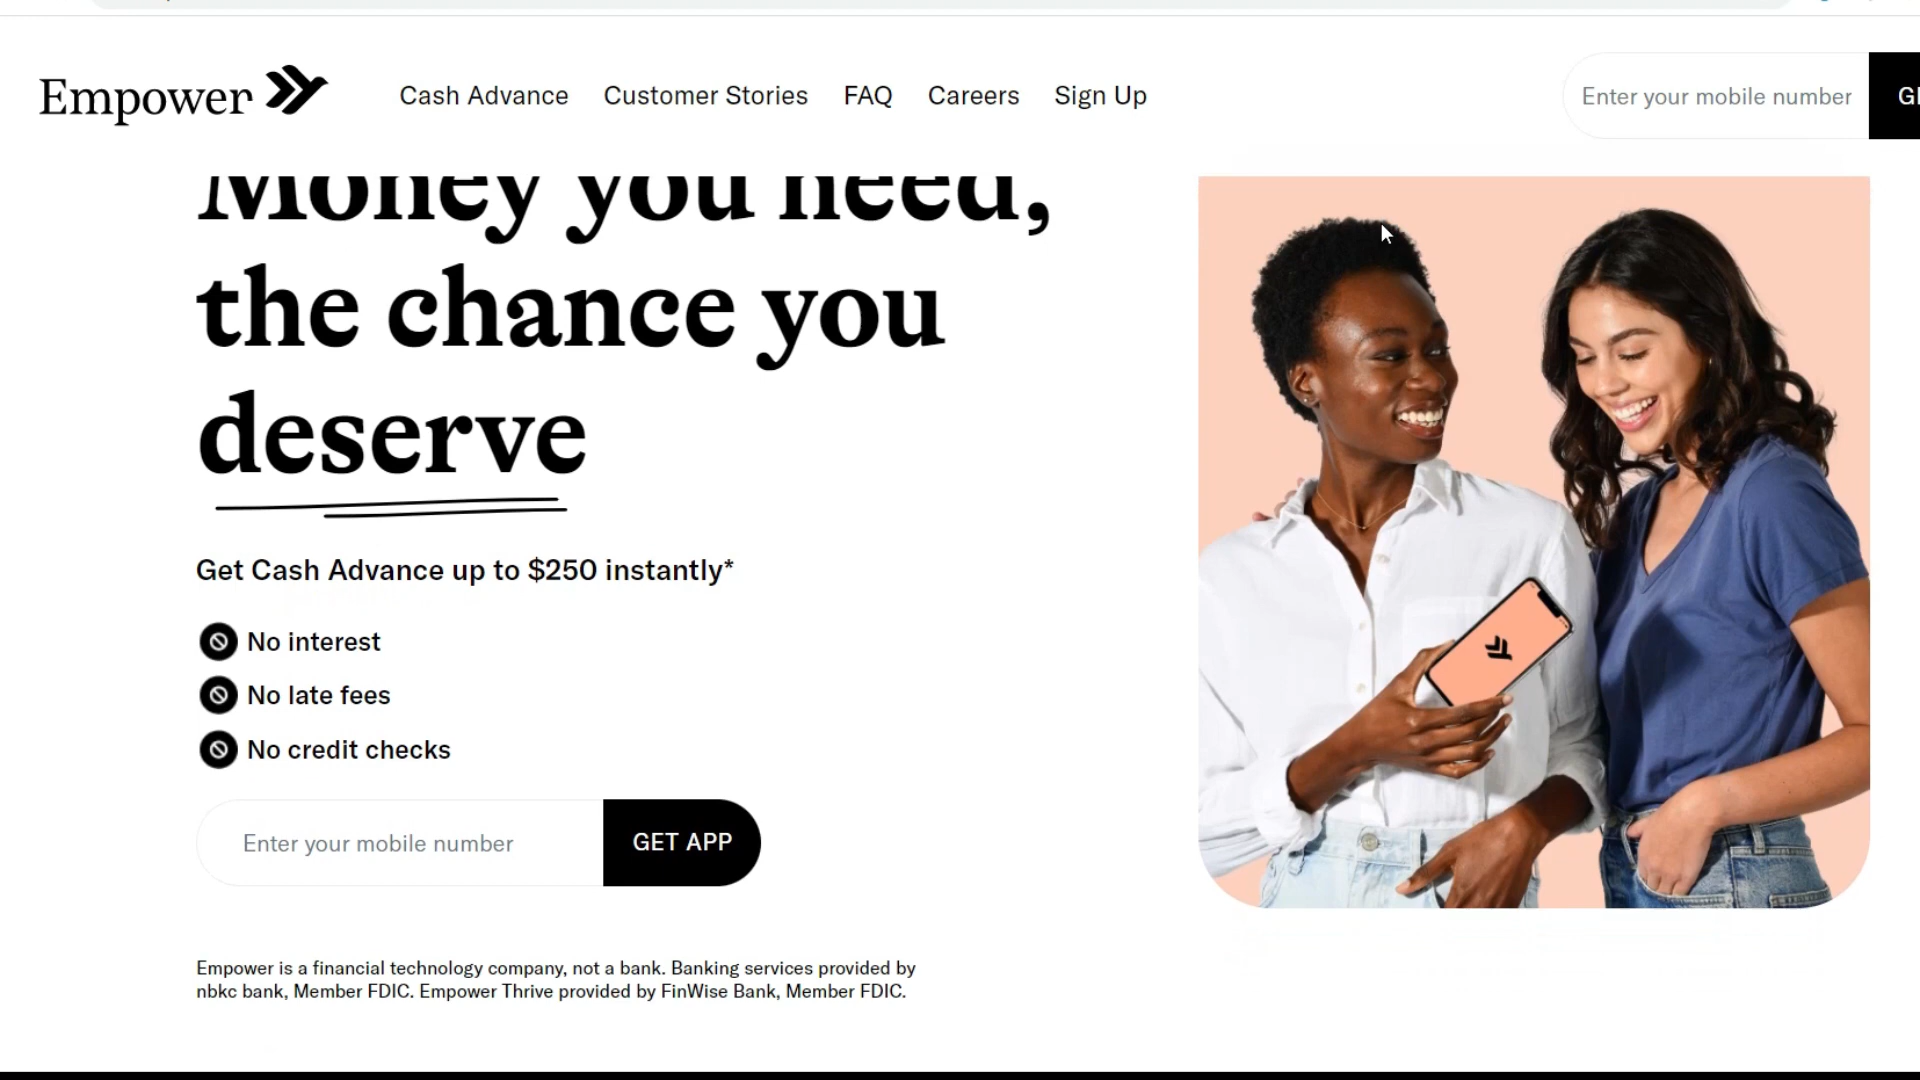 Empower
Cash Advance Customer Stories FAQ Careers Sign Up
Enter your mobile number
Money you need,
the chance you
deserve
Get Cash Advance up to $250 instantly*
No interest
No late fees
No credit checks
Enter your mobile number GET APP
Empower is a financial technology company, not a bank. Banking services provided by
nbkc bank, Member FDIC. Empower Thrive provided by FinWise Bank, Member FDIC.